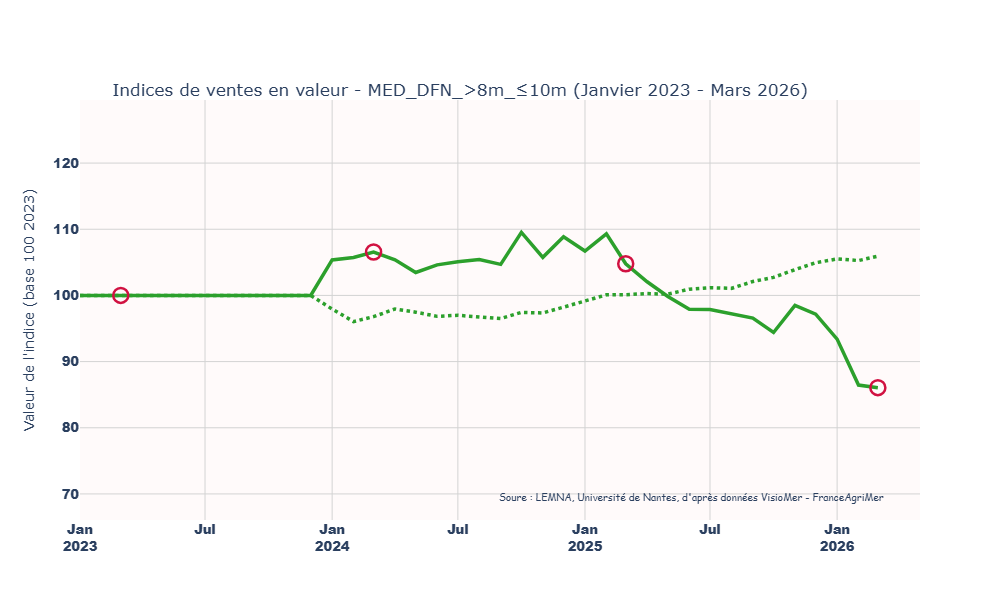 Indices de ventes en valeur - MED_DFN_>8m_≤10m (Janvier 2023 - Mars 2026)
Valeur de l'indice (base 100 2023)
120
110
100
90
80
70
Soure : LEMNA, Université de Nantes, d'après données VisioMer - FranceAgriMer
Jan Jul Jan Jul Jan Jul Jan
2023 2024 2025 2026